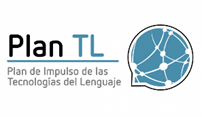 Plan TL
Plan de Impulso de las
Tecnologías del Lenguaje